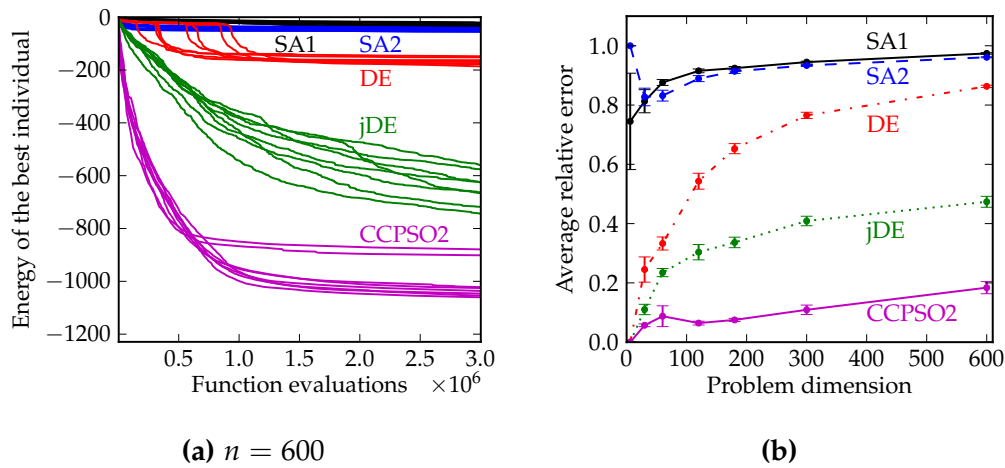 Energy of the best individual
0
−200
−400
−600
−800
−1000
−1200
SA1
SA2
DE
jDE
CCPSO2
0.5 1.0 1.5 2.0 2.5 3.0
Function evaluations ×10⁶
(a) n = 600
Average relative error
1.0
0.8
0.6
0.4
0.2
0.0
SA1
SA2
DE
jDE
CCPSO2
0 100 200 300 400 500 600
Problem dimension
(b)